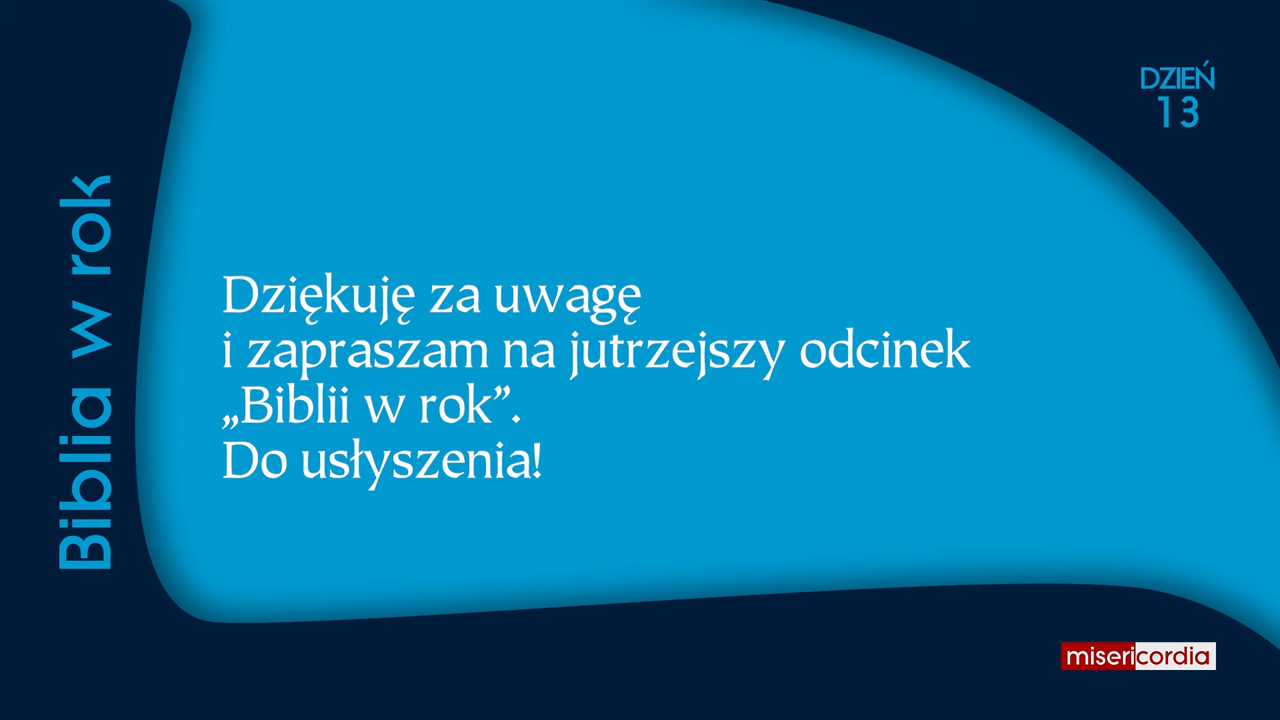 Biblia w rok
DZIEŃ
13
Dziękuję za uwagę
i zapraszam na jutrzejszy odcinek
„Biblii w rok”.
Do usłyszenia!
misericordia